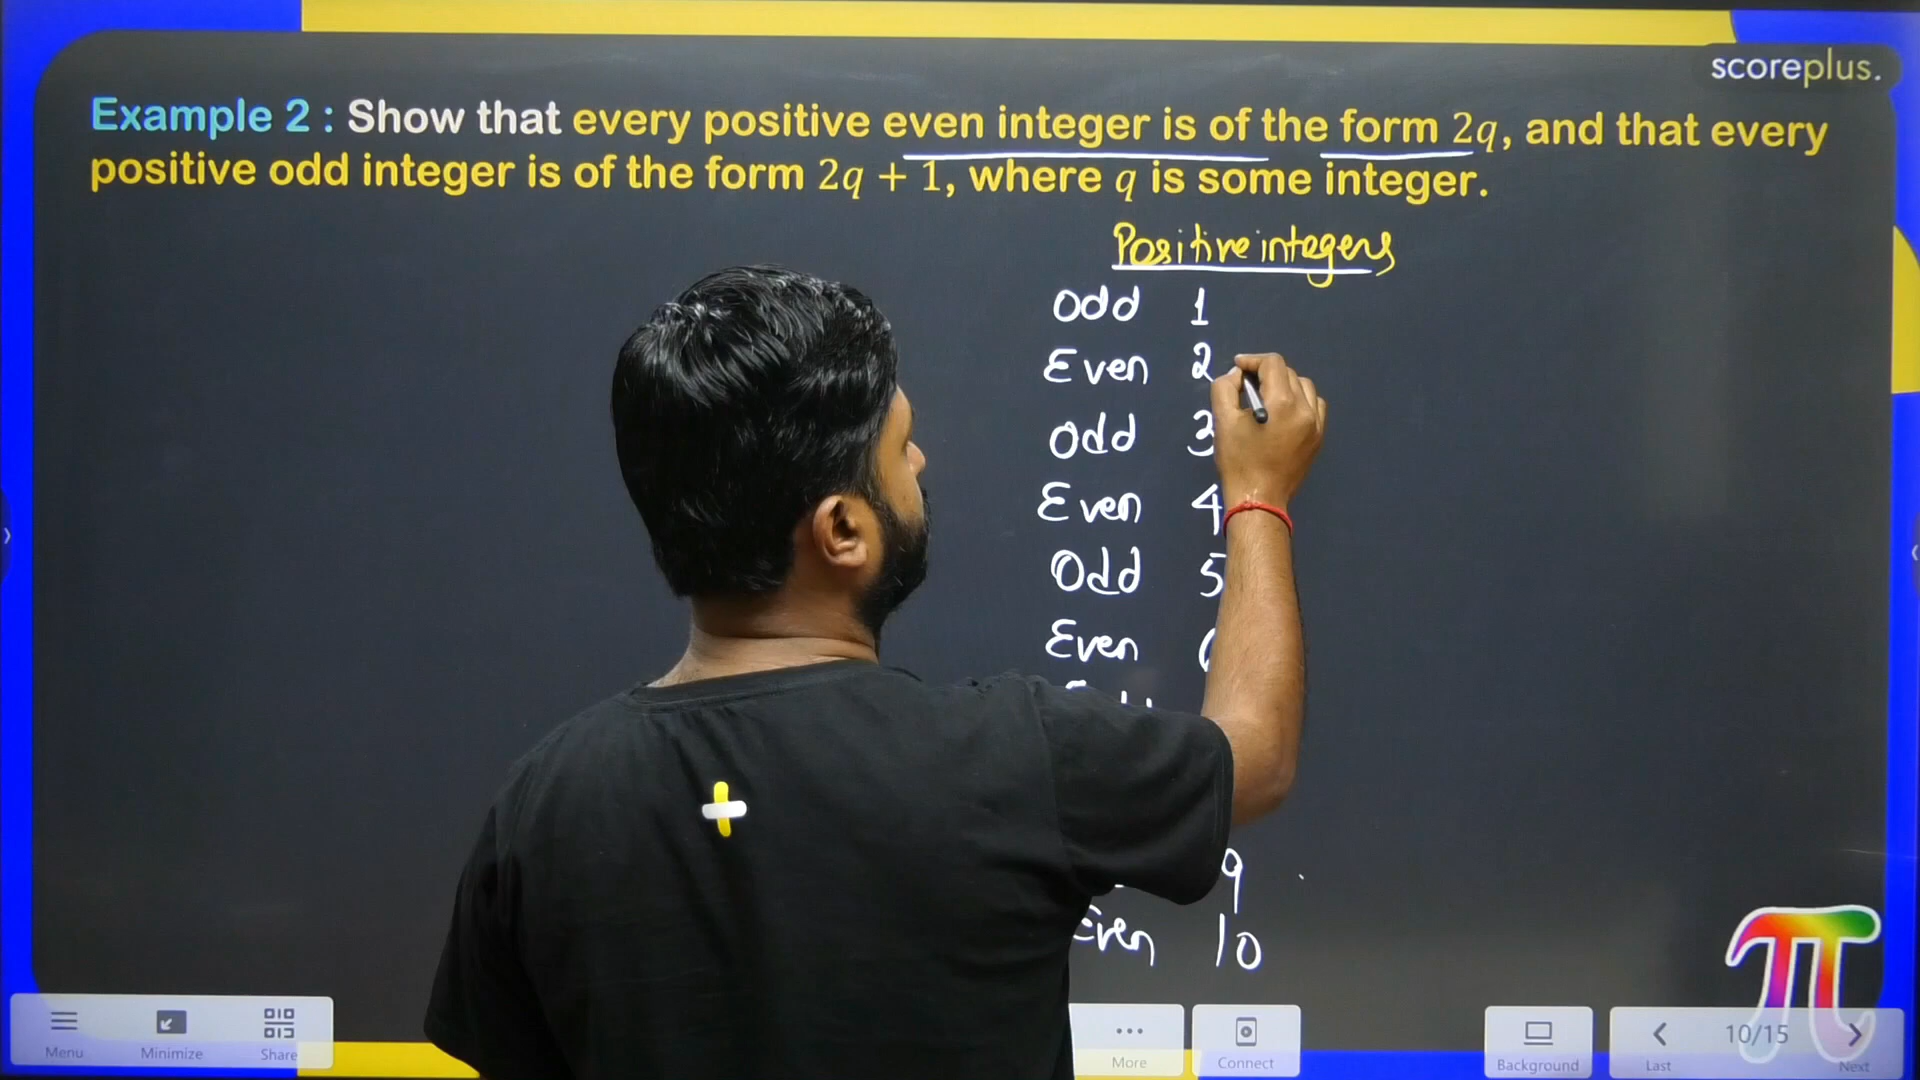 scoreplus.
Example 2 : Show that every positive even integer is of the form 2q, and that every
positive odd integer is of the form 2q + 1, where q is some integer.
Positive integers
Odd 1
Even 2
Odd 3
Even 4
Odd 5
Even
9
Even 10
π
Menu Minimize Share More Connect Background Last 10/15 Next